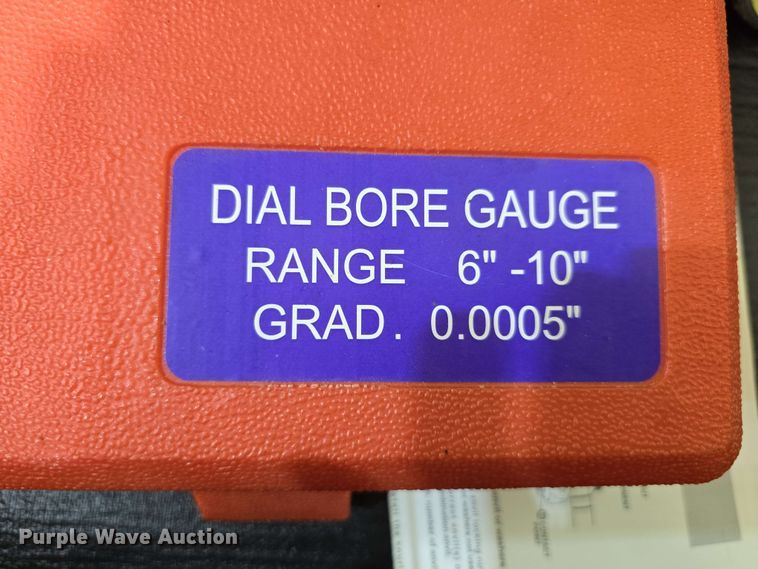 DIAL BORE GAUGE
RANGE 6" -10"
GRAD. 0.0005"
Purple Wave Auction